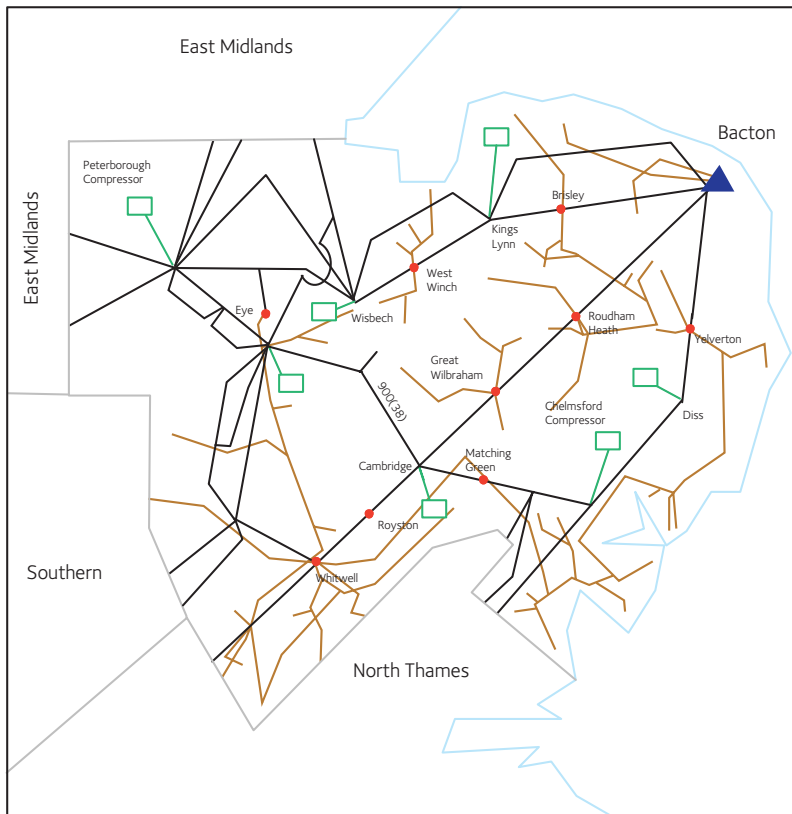 East Midlands
Bacton
Peterborough
Compressor
Brisley
Kings
Lynn
East Midlands
West
Winch
Eye
Wisbech
Roudham
Heath
Yelverton
Great
Wilbraham
900(38)
Chelmsford
Compressor
Diss
Matching
Green
Cambridge
Royston
Southern
Whitwell
North Thames